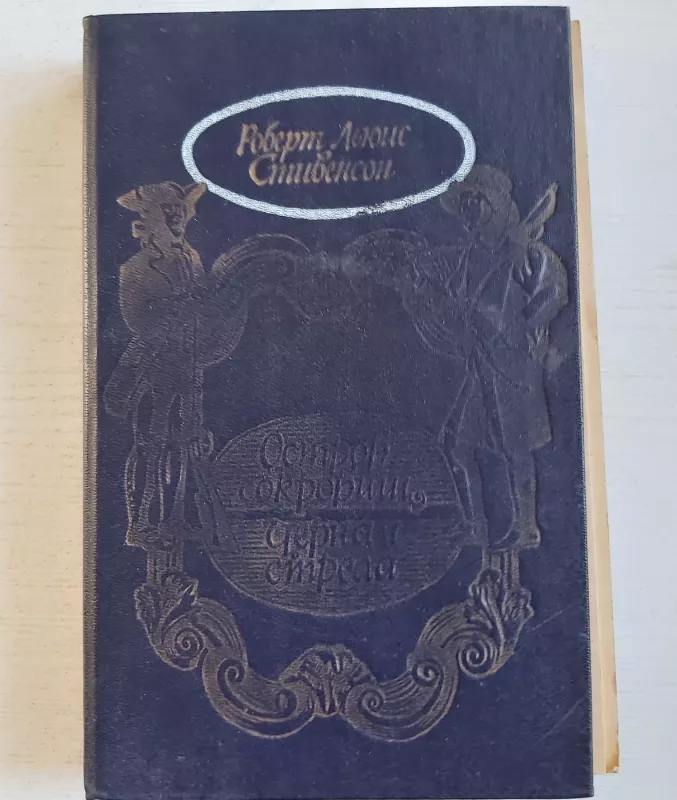 Роберт Льюис
Стивенсон
Остров
сокровищ
Черная
стрела